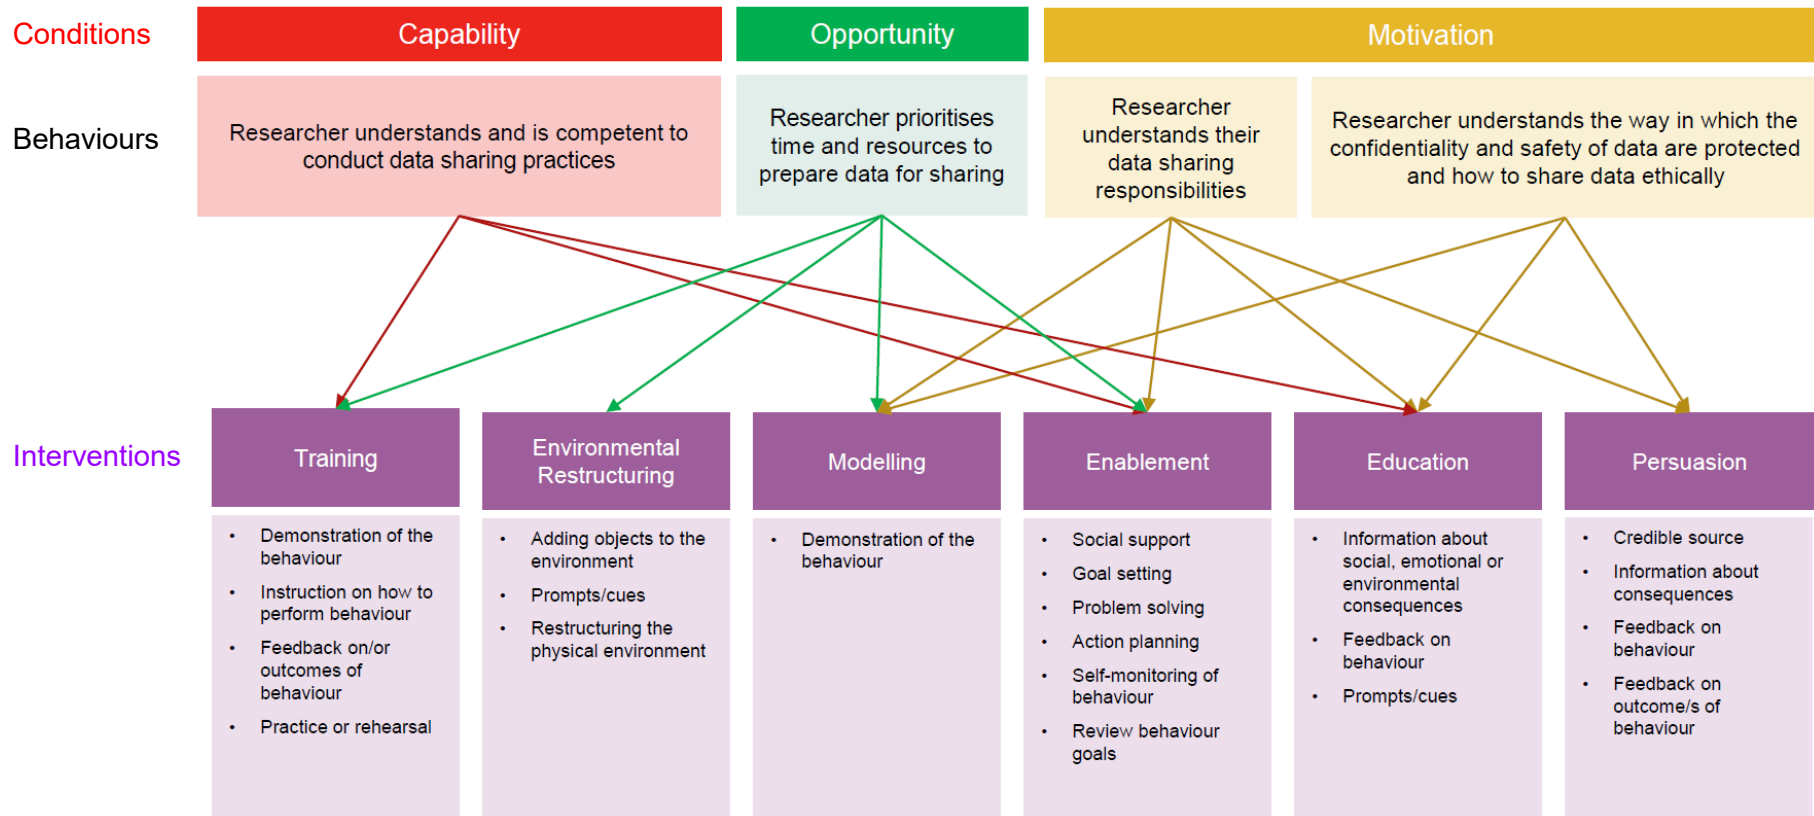 Conditions
Capability
Opportunity
Motivation
Behaviours
Researcher understands and is competent to
conduct data sharing practices
Researcher prioritises
time and resources to
prepare data for sharing
Researcher
understands their
data sharing
responsibilities
Researcher understands the way in which the
confidentiality and safety of data are protected
and how to share data ethically
Interventions
Training
Environmental
Restructuring
Modelling
Enablement
Education
Persuasion
• Demonstration of the
behaviour
• Instruction on how to
perform behaviour
• Feedback on/or
outcomes of
behaviour
• Practice or rehearsal
• Adding objects to the
environment
• Prompts/cues
• Restructuring the
physical environment
• Demonstration of the
behaviour
• Social support
• Goal setting
• Problem solving
• Action planning
• Self-monitoring of
behaviour
• Review behaviour
goals
• Information about
social, emotional or
environmental
consequences
• Feedback on
behaviour
• Prompts/cues
• Credible source
• Information about
consequences
• Feedback on
behaviour
• Feedback on
outcome/s of
behaviour